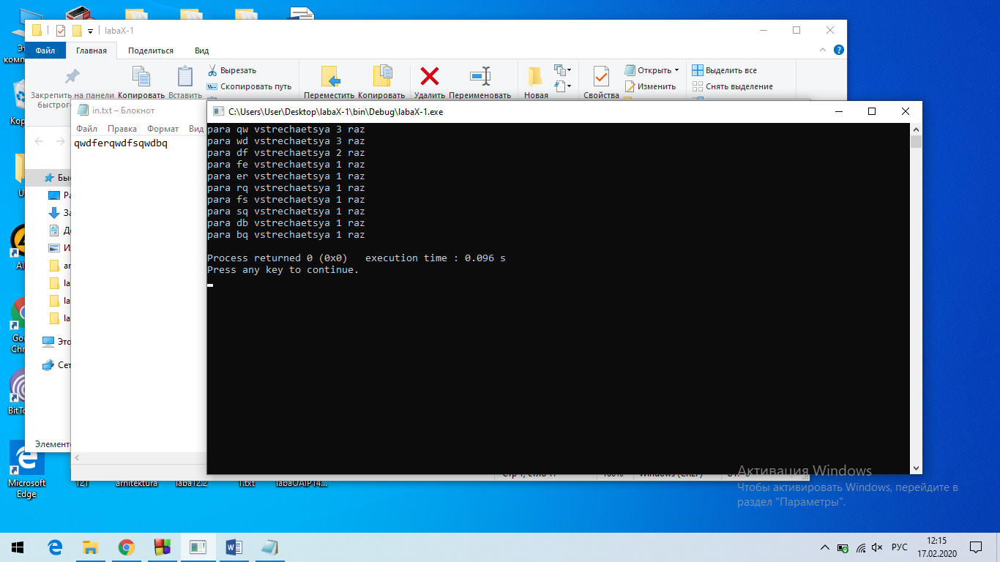 labaX-1
Файл Главная Поделиться Вид
Вырезать
Скопировать путь
Закрепить на панели Копировать Вставить
Переместить Копировать Удалить Переименовать
Новая
Свойства
Открыть
Изменить
Выделить все
Снять выделение
in.txt – Блокнот
Файл Правка Формат Вид
qwdferqwdfsqwdbq
C:\Users\User\Desktop\labaX-1\bin\Debug\labaX-1.exe
para qw vstrechaetsya 3 raz
para wd vstrechaetsya 3 raz
para df vstrechaetsya 2 raz
para fe vstrechaetsya 1 raz
para er vstrechaetsya 1 raz
para rq vstrechaetsya 1 raz
para fs vstrechaetsya 1 raz
para sq vstrechaetsya 1 raz
para db vstrechaetsya 1 raz
para bq vstrechaetsya 1 raz
Process returned 0 (0x0) execution time : 0.096 s
Press any key to continue.
Microsoft
Edge
121
arhitektura
laba12.2
1.txt
labaOAIP14...
Активация Windows
Чтобы активировать Windows, перейдите в
раздел "Параметры".
РУС
12:15
17.02.2020